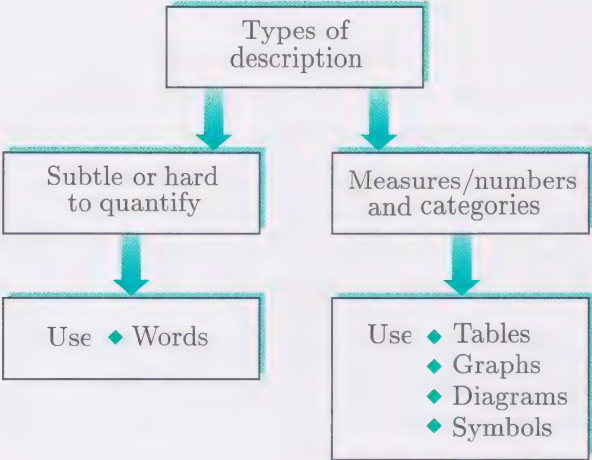 Types of
description
Subtle or hard
to quantify
Measures/numbers
and categories
Use ◆ Words
Use ◆ Tables
◆ Graphs
◆ Diagrams
◆ Symbols